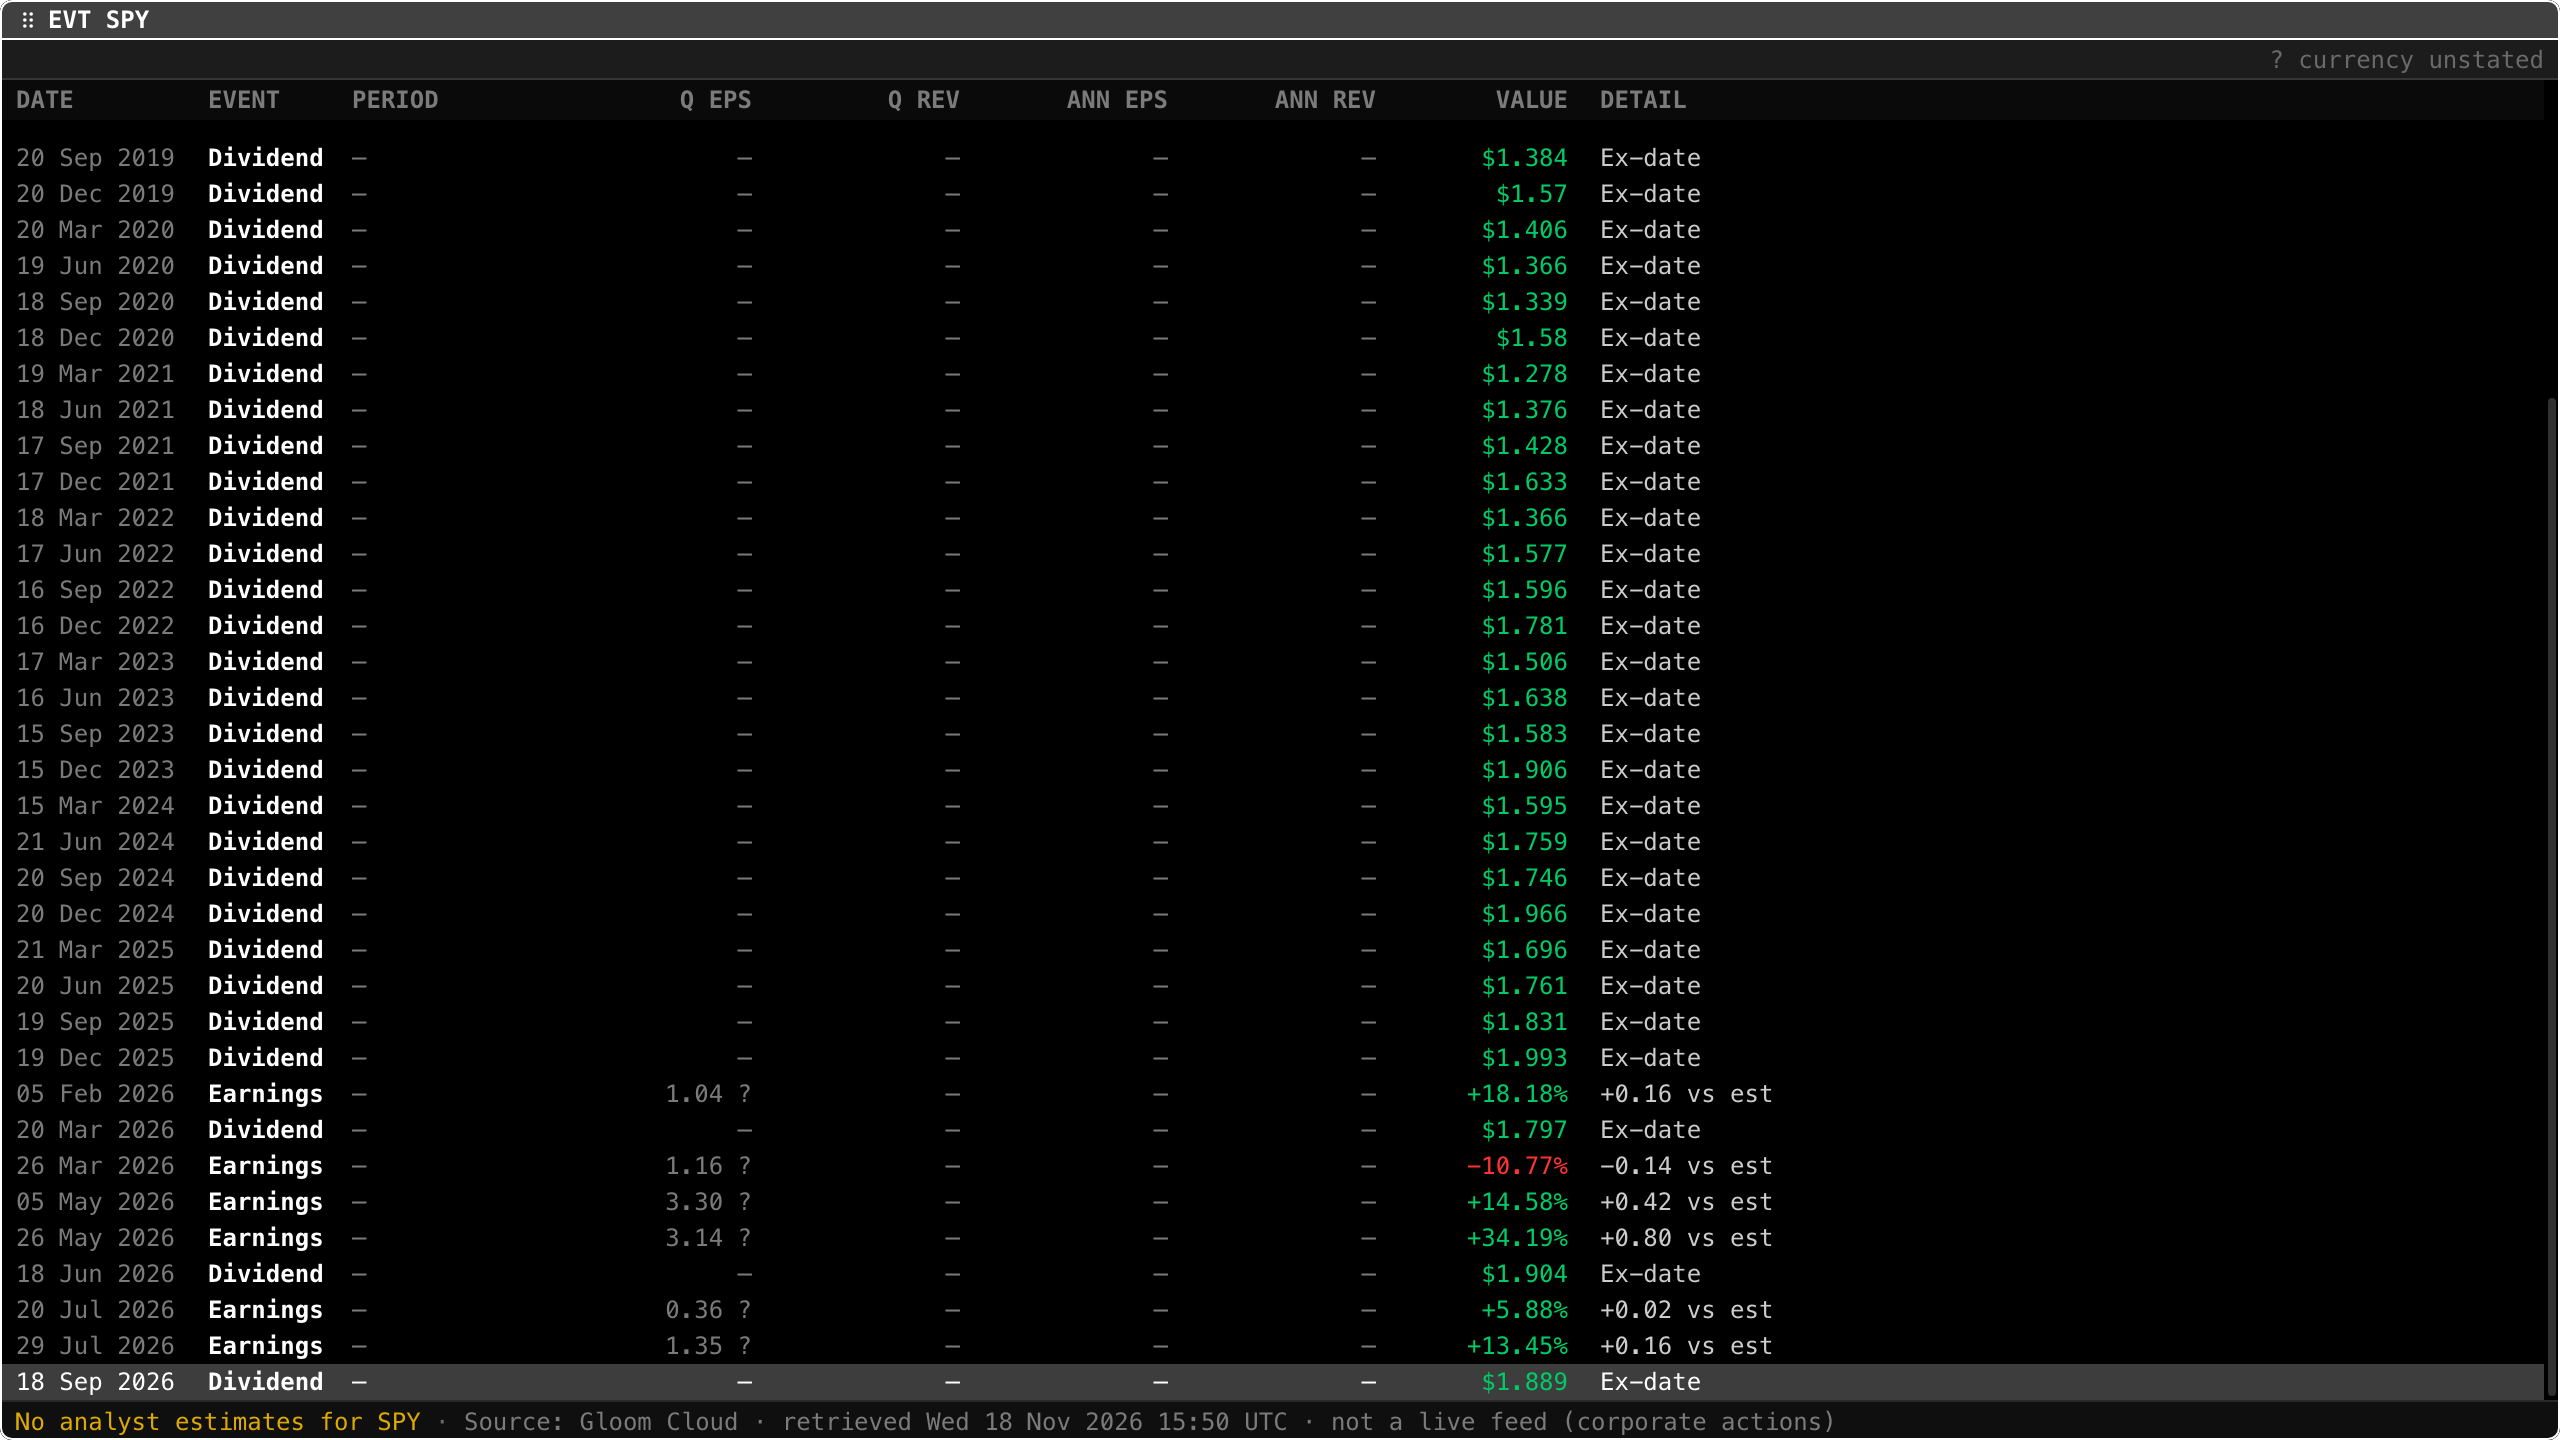 ⠿ EVT SPY
? currency unstated
DATE EVENT PERIOD Q EPS Q REV ANN EPS ANN REV VALUE DETAIL
20 Sep 2019 Dividend — — — — — $1.384 Ex-date
20 Dec 2019 Dividend — — — — — $1.57 Ex-date
20 Mar 2020 Dividend — — — — — $1.406 Ex-date
19 Jun 2020 Dividend — — — — — $1.366 Ex-date
18 Sep 2020 Dividend — — — — — $1.339 Ex-date
18 Dec 2020 Dividend — — — — — $1.58 Ex-date
19 Mar 2021 Dividend — — — — — $1.278 Ex-date
18 Jun 2021 Dividend — — — — — $1.376 Ex-date
17 Sep 2021 Dividend — — — — — $1.428 Ex-date
17 Dec 2021 Dividend — — — — — $1.633 Ex-date
18 Mar 2022 Dividend — — — — — $1.366 Ex-date
17 Jun 2022 Dividend — — — — — $1.577 Ex-date
16 Sep 2022 Dividend — — — — — $1.596 Ex-date
16 Dec 2022 Dividend — — — — — $1.781 Ex-date
17 Mar 2023 Dividend — — — — — $1.506 Ex-date
16 Jun 2023 Dividend — — — — — $1.638 Ex-date
15 Sep 2023 Dividend — — — — — $1.583 Ex-date
15 Dec 2023 Dividend — — — — — $1.906 Ex-date
15 Mar 2024 Dividend — — — — — $1.595 Ex-date
21 Jun 2024 Dividend — — — — — $1.759 Ex-date
20 Sep 2024 Dividend — — — — — $1.746 Ex-date
20 Dec 2024 Dividend — — — — — $1.966 Ex-date
21 Mar 2025 Dividend — — — — — $1.696 Ex-date
20 Jun 2025 Dividend — — — — — $1.761 Ex-date
19 Sep 2025 Dividend — — — — — $1.831 Ex-date
19 Dec 2025 Dividend — — — — — $1.993 Ex-date
05 Feb 2026 Earnings — 1.04 ? — — — +18.18% +0.16 vs est
20 Mar 2026 Dividend — — — — — $1.797 Ex-date
26 Mar 2026 Earnings — 1.16 ? — — — -10.77% -0.14 vs est
05 May 2026 Earnings — 3.30 ? — — — +14.58% +0.42 vs est
26 May 2026 Earnings — 3.14 ? — — — +34.19% +0.80 vs est
18 Jun 2026 Dividend — — — — — $1.904 Ex-date
20 Jul 2026 Earnings — 0.36 ? — — — +5.88% +0.02 vs est
29 Jul 2026 Earnings — 1.35 ? — — — +13.45% +0.16 vs est
18 Sep 2026 Dividend — — — — — $1.889 Ex-date
No analyst estimates for SPY · Source: Gloom Cloud · retrieved Wed 18 Nov 2026 15:50 UTC · not a live feed (corporate actions)